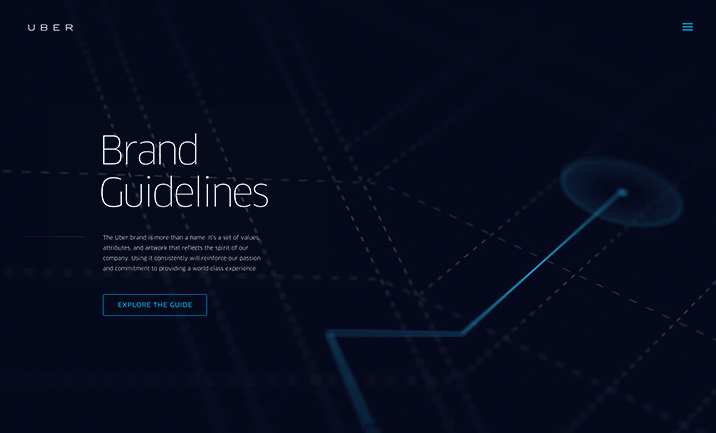 UBER
Brand
Guidelines
The Uber brand is more than a name. It's a set of values,
attributes, and artwork that reflects the spirit of our
company. Using it consistently will reinforce our passion
and commitment to providing a world class experience.
EXPLORE THE GUIDE